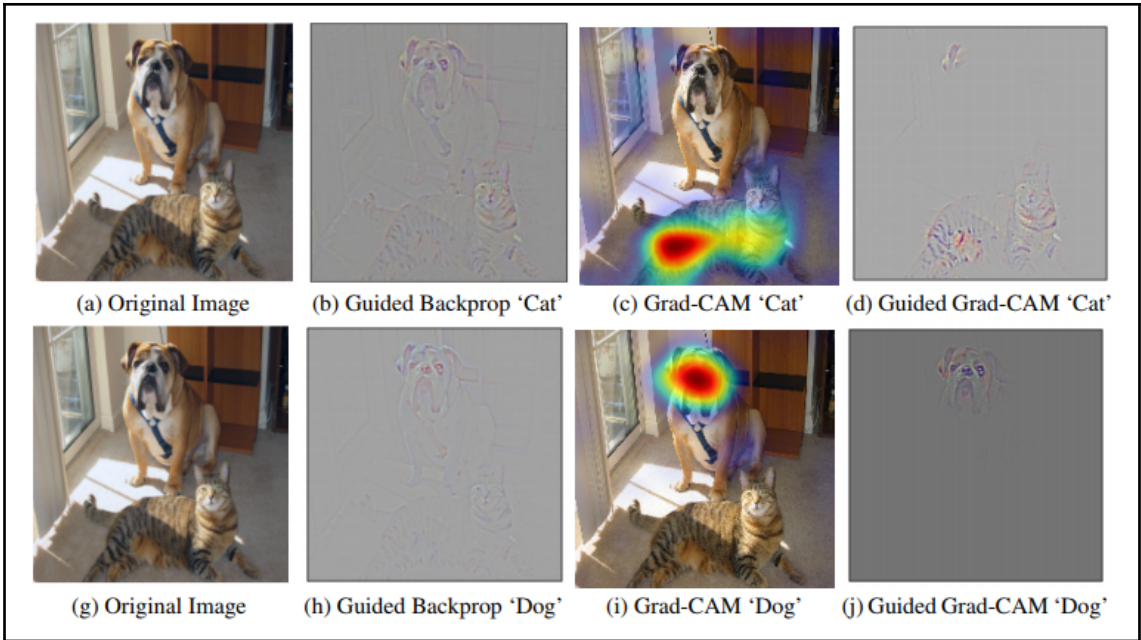 (a) Original Image
(b) Guided Backprop ‘Cat’
(c) Grad-CAM ‘Cat’
(d) Guided Grad-CAM ‘Cat’
(g) Original Image
(h) Guided Backprop ‘Dog’
(i) Grad-CAM ‘Dog’
(j) Guided Grad-CAM ‘Dog’